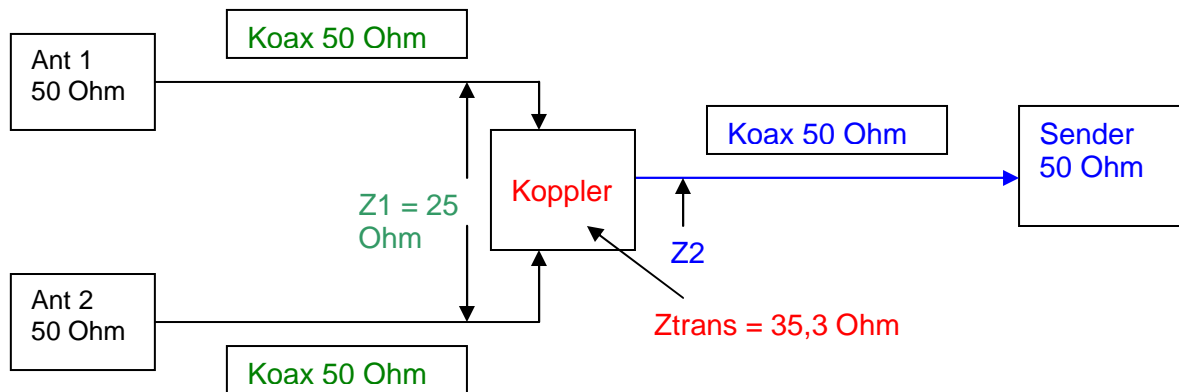 Koax 50 Ohm
Ant 1
50 Ohm
Koax 50 Ohm
Sender
50 Ohm
Koppler
Z1 = 25
Ohm
Z2
Ant 2
50 Ohm
Ztrans = 35,3 Ohm
Koax 50 Ohm